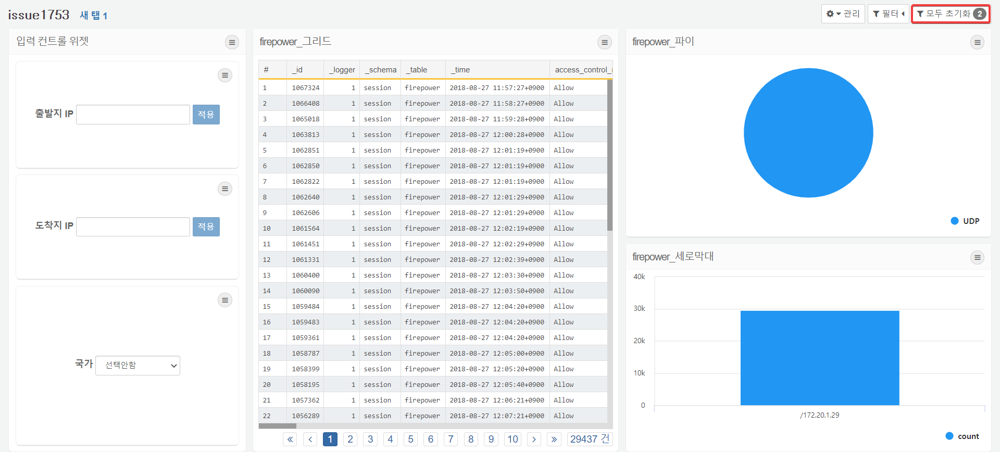 issue1753 새 탭 1
관리 필터 모두 초기화 2
입력 컨트롤 위젯
출발지 IP 적용
도착지 IP 적용
국가 선택안함
firepower_그리드
# _id _logger _schema _table _time access_control_
1 1067324 1 session firepower 2018-08-27 11:57:27+0900 Allow
2 1066408 1 session firepower 2018-08-27 11:58:27+0900 Allow
3 1065018 1 session firepower 2018-08-27 11:59:28+0900 Allow
4 1063813 1 session firepower 2018-08-27 12:00:28+0900 Allow
5 1062851 1 session firepower 2018-08-27 12:01:19+0900 Allow
6 1062850 1 session firepower 2018-08-27 12:01:19+0900 Allow
7 1062822 1 session firepower 2018-08-27 12:01:19+0900 Allow
8 1062640 1 session firepower 2018-08-27 12:01:29+0900 Allow
9 1062606 1 session firepower 2018-08-27 12:01:29+0900 Allow
10 1061564 1 session firepower 2018-08-27 12:02:19+0900 Allow
11 1061451 1 session firepower 2018-08-27 12:02:29+0900 Allow
12 1061331 1 session firepower 2018-08-27 12:02:39+0900 Allow
13 1060400 1 session firepower 2018-08-27 12:03:30+0900 Allow
14 1060090 1 session firepower 2018-08-27 12:03:50+0900 Allow
15 1059484 1 session firepower 2018-08-27 12:04:20+0900 Allow
16 1059483 1 session firepower 2018-08-27 12:04:20+0900 Allow
17 1059361 1 session firepower 2018-08-27 12:04:20+0900 Allow
18 1058787 1 session firepower 2018-08-27 12:05:00+0900 Allow
19 1058399 1 session firepower 2018-08-27 12:05:20+0900 Allow
20 1058195 1 session firepower 2018-08-27 12:05:40+0900 Allow
21 1057362 1 session firepower 2018-08-27 12:06:21+0900 Allow
22 1056289 1 session firepower 2018-08-27 12:07:21+0900 Allow
« ‹ 1 2 3 4 5 6 7 8 9 10 › » 29437 건
firepower_파이
UDP
firepower_세로막대
40k
30k
20k
10k
0
/172.20.1.29
count